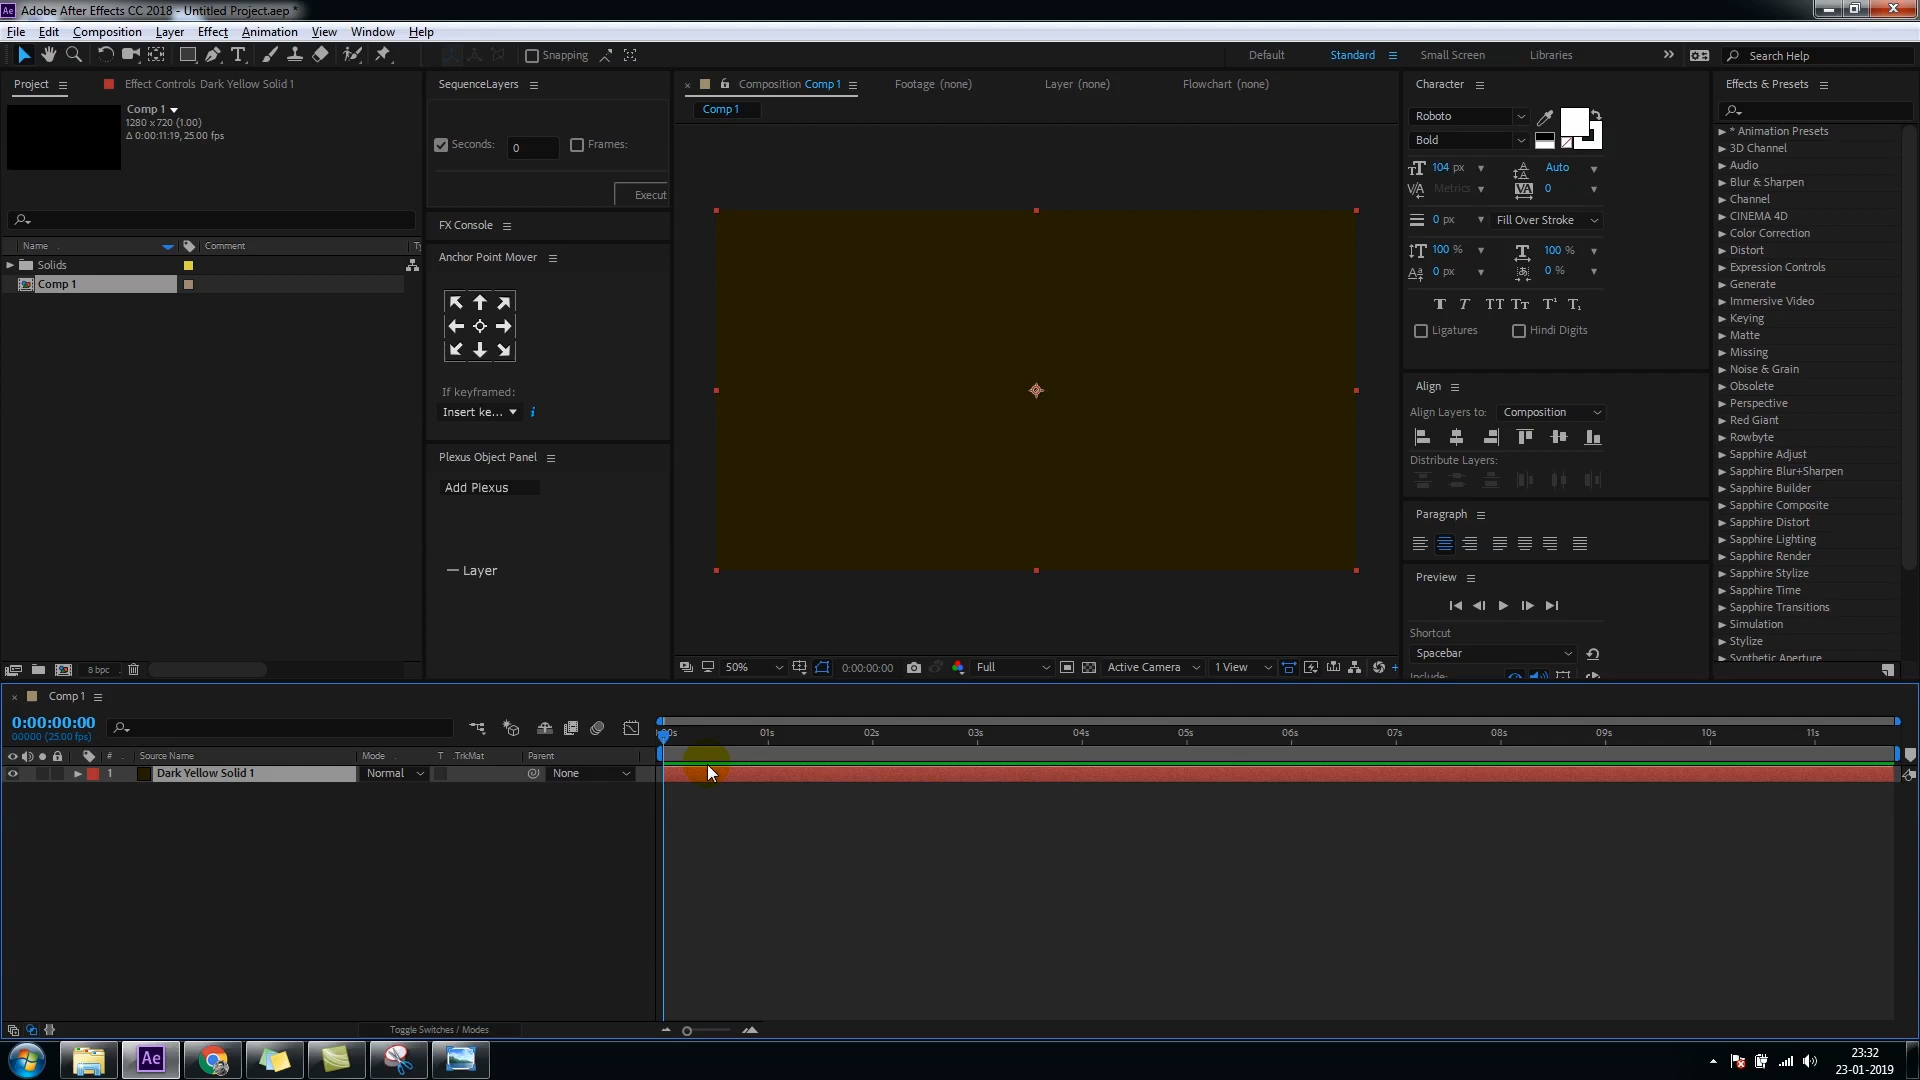 Adobe After Effects CC 2018 - Untitled Project.aep *
File Edit Composition Layer Effect Animation View Window Help
Snapping
Default Standard Small Screen Libraries Search Help
Project Effect Controls Dark Yellow Solid 1
Comp 1
1280 x 720 (1.00)
Δ 0:00:11:19, 25.00 fps
Name Comment
Solids
Comp 1
8 bpc
SequenceLayers
Seconds: 0 Frames:
Execut
FX Console
Anchor Point Mover
If keyframed:
Insert ke...
Plexus Object Panel
Add Plexus
Layer
Composition Comp 1 Footage (none) Layer (none) Flowchart (none)
Comp 1
50% 0:00:00:00 Full Active Camera 1 View
Character
Roboto
Bold
104 px Auto
Metrics 0
0 px Fill Over Stroke
100 % 100 %
0 px 0 %
Ligatures Hindi Digits
Align
Align Layers to: Composition
Distribute Layers:
Paragraph
Preview
Shortcut
Spacebar
Include:
Effects & Presets
* Animation Presets
3D Channel
Audio
Blur & Sharpen
Channel
CINEMA 4D
Color Correction
Distort
Expression Controls
Generate
Immersive Video
Keying
Matte
Missing
Noise & Grain
Obsolete
Perspective
Red Giant
Rowbyte
Sapphire Adjust
Sapphire Blur+Sharpen
Sapphire Builder
Sapphire Composite
Sapphire Distort
Sapphire Lighting
Sapphire Render
Sapphire Stylize
Sapphire Time
Sapphire Transitions
Simulation
Stylize
Synthetic Aperture
Comp 1
0:00:00:00
00000 (25.00 fps)
01s 02s 03s 04s 05s 06s 07s 08s 09s 10s 11s
# Source Name Mode T .TrkMat Parent
1 Dark Yellow Solid 1 Normal None
Toggle Switches / Modes
Ae
23:32
23-01-2019